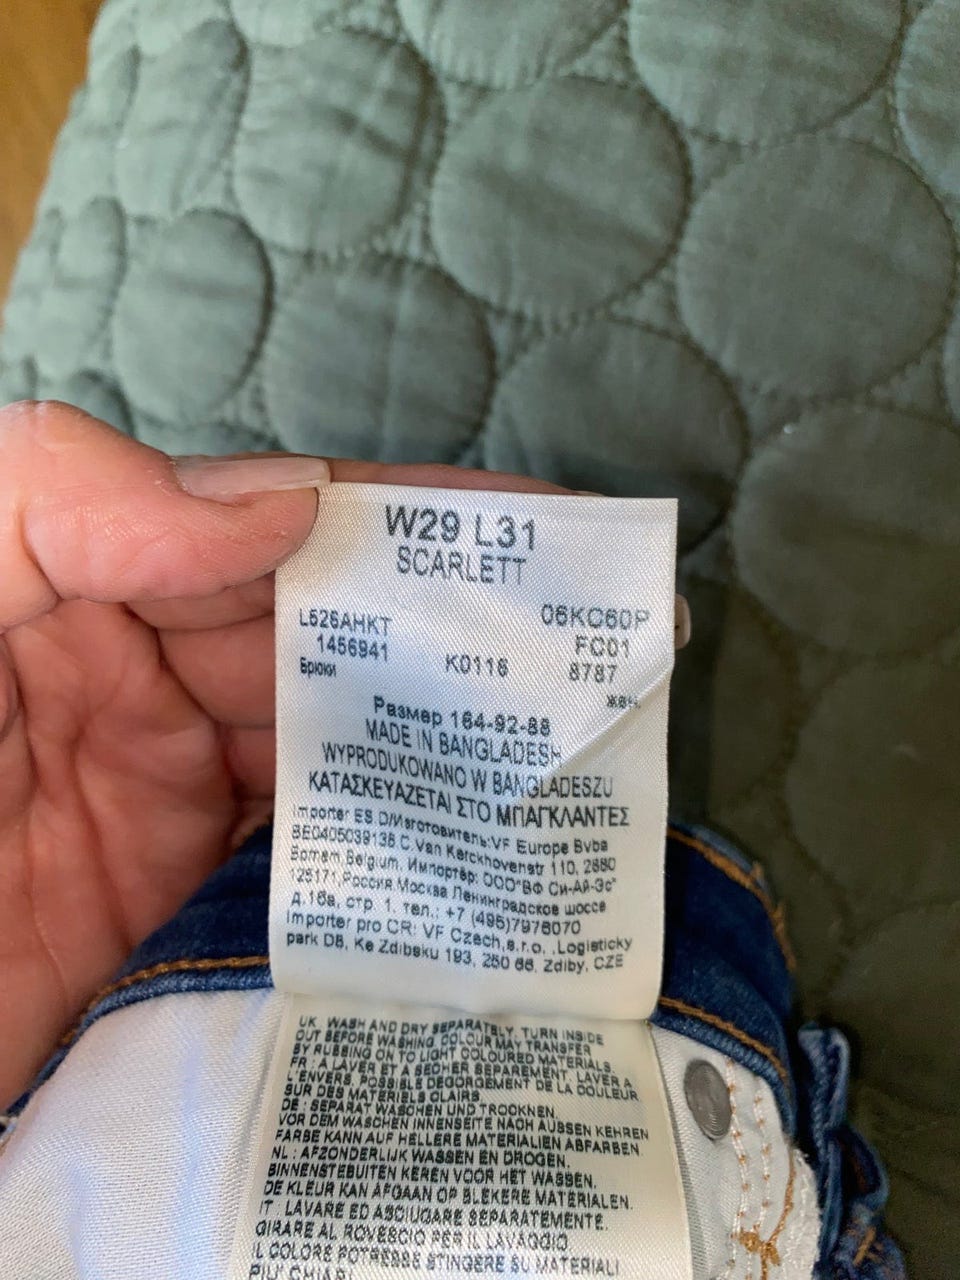 W29 L31
SCARLETT
L526AHKT 06KC60P
1456941 K0116 FC01
Брюки 8787
жен.
Размер 164-92-88
MADE IN BANGLADESH
WYPRODUKOWANO W BANGLADESZU
ΚΑΤΑΣΚΕΥΑΖΕΤΑΙ ΣΤΟ ΜΠΑΓΚΛΑΝΤΕΣ
Importer ES.D/Изготовитель:VF Europe Bvba
BE0405039138.C.Van Kerckhovenstr 110, 2880
Bornem,Belgium. Импортёр: ООО"ВФ Си-Ай-Эс"
125171,Россия,Москва Ленинградское шоссе
д.16а, стр. 1. тел.: +7 (495)7976070
Importer pro CR: VF Czech,s.r.o. ,Logisticky
park D8, Ke Zdibsku 193, 250 66, Zdiby, CZE
UK : WASH AND DRY SEPARATELY. TURN INSIDE
OUT BEFORE WASHING. COLOUR MAY TRANSFER
BY RUBBING ON TO LIGHT COLOURED MATERIALS.
FR : A LAVER ET A SECHER SEPAREMENT. LAVER A
L'ENVERS. POSSIBLE DEGORGEMENT DE LA COULEUR
SUR DES MATERIELS CLAIRS.
DE : SEPARAT WASCHEN UND TROCKNEN.
VOR DEM WASCHEN INNENSEITE NACH AUSSEN KEHREN
FARBE KANN AUF HELLERE MATERIALIEN ABFARBEN
NL : AFZONDERLIJK WASSEN EN DROGEN.
BINNENSTEBUITEN KEREN VOOR HET WASSEN.
DE KLEUR KAN AFGAAN OP BLEKERE MATERIALEN.
IT : LAVARE ED ASCIUGARE SEPARATEMENTE.
GIRARE AL ROVESCIO PER IL LAVAGGIO
IL COLORE POTREBBE STINGERE SU MATERIALI
PIU' CHIARI